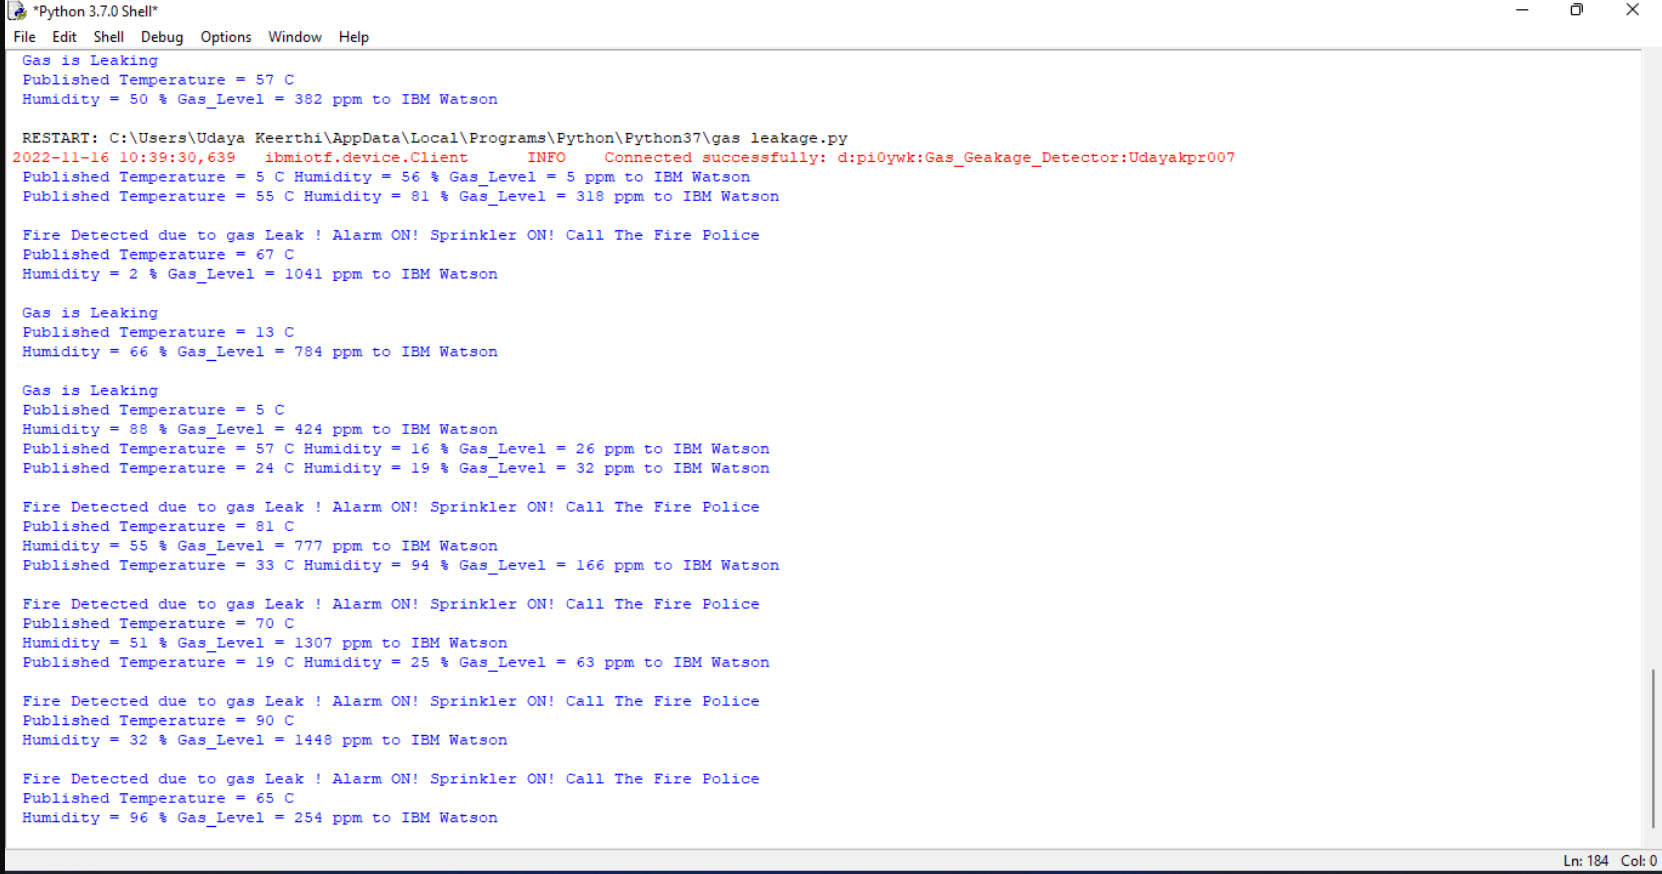 *Python 3.7.0 Shell*
File Edit Shell Debug Options Window Help
Gas is Leaking
Published Temperature = 57 C
Humidity = 50 % Gas_Level = 382 ppm to IBM Watson
RESTART: C:\Users\Udaya Keerthi\AppData\Local\Programs\Python\Python37\gas leakage.py
2022-11-16 10:39:30,639   ibmiotf.device.Client      INFO    Connected successfully: d:pi0ywk:Gas_Geakage_Detector:Udayakpr007
Published Temperature = 5 C Humidity = 56 % Gas_Level = 5 ppm to IBM Watson
Published Temperature = 55 C Humidity = 81 % Gas_Level = 318 ppm to IBM Watson
Fire Detected due to gas Leak ! Alarm ON! Sprinkler ON! Call The Fire Police
Published Temperature = 67 C
Humidity = 2 % Gas_Level = 1041 ppm to IBM Watson
Gas is Leaking
Published Temperature = 13 C
Humidity = 66 % Gas_Level = 784 ppm to IBM Watson
Gas is Leaking
Published Temperature = 5 C
Humidity = 88 % Gas_Level = 424 ppm to IBM Watson
Published Temperature = 57 C Humidity = 16 % Gas_Level = 26 ppm to IBM Watson
Published Temperature = 24 C Humidity = 19 % Gas_Level = 32 ppm to IBM Watson
Fire Detected due to gas Leak ! Alarm ON! Sprinkler ON! Call The Fire Police
Published Temperature = 81 C
Humidity = 55 % Gas_Level = 777 ppm to IBM Watson
Published Temperature = 33 C Humidity = 94 % Gas_Level = 166 ppm to IBM Watson
Fire Detected due to gas Leak ! Alarm ON! Sprinkler ON! Call The Fire Police
Published Temperature = 70 C
Humidity = 51 % Gas_Level = 1307 ppm to IBM Watson
Published Temperature = 19 C Humidity = 25 % Gas_Level = 63 ppm to IBM Watson
Fire Detected due to gas Leak ! Alarm ON! Sprinkler ON! Call The Fire Police
Published Temperature = 90 C
Humidity = 32 % Gas_Level = 1448 ppm to IBM Watson
Fire Detected due to gas Leak ! Alarm ON! Sprinkler ON! Call The Fire Police
Published Temperature = 65 C
Humidity = 96 % Gas_Level = 254 ppm to IBM Watson
Ln: 184 Col: 0